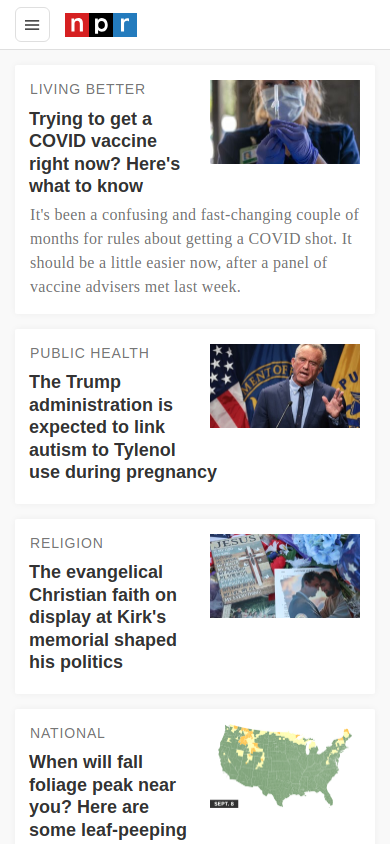 npr
LIVING BETTER
Trying to get a
COVID vaccine
right now? Here's
what to know
It's been a confusing and fast-changing couple of
months for rules about getting a COVID shot. It
should be a little easier now, after a panel of
vaccine advisers met last week.
PUBLIC HEALTH
The Trump
administration is
expected to link
autism to Tylenol
use during pregnancy
RELIGION
The evangelical
Christian faith on
display at Kirk's
memorial shaped
his politics
JESUS
NATIONAL
When will fall
foliage peak near
you? Here are
some leaf-peeping
SEPT. 8